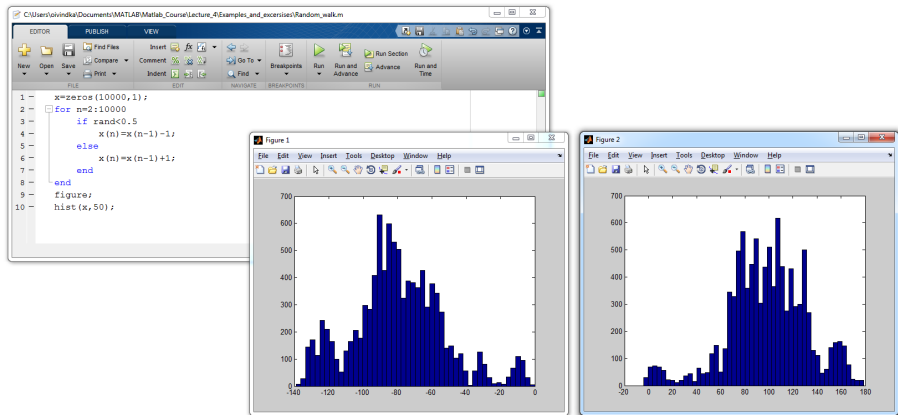 C:\Users\oivindka\Documents\MATLAB\Matlab_Course\Lecture_4\Examples_and_excersises\Random_walk.m
EDITOR PUBLISH VIEW
New Open Save Find Files Compare Print
Insert fx Comment Indent
Go To Find
Breakpoints
Run Run and Advance Run Section Advance Run and Time
FILE EDIT NAVIGATE BREAKPOINTS RUN
1 – x=zeros(10000,1);
2 – for n=2:10000
3 – if rand<0.5
4 – x(n)=x(n-1)-1;
5 – else
6 – x(n)=x(n-1)+1;
7 – end
8 – end
9 – figure;
10 – hist(x,50);
Figure 1
File Edit View Insert Tools Desktop Window Help
700
600
500
400
300
200
100
0
-140 -120 -100 -80 -60 -40 -20 0
Figure 2
File Edit View Insert Tools Desktop Window Help
700
600
500
400
300
200
100
0
-20 0 20 40 60 80 100 120 140 160 180